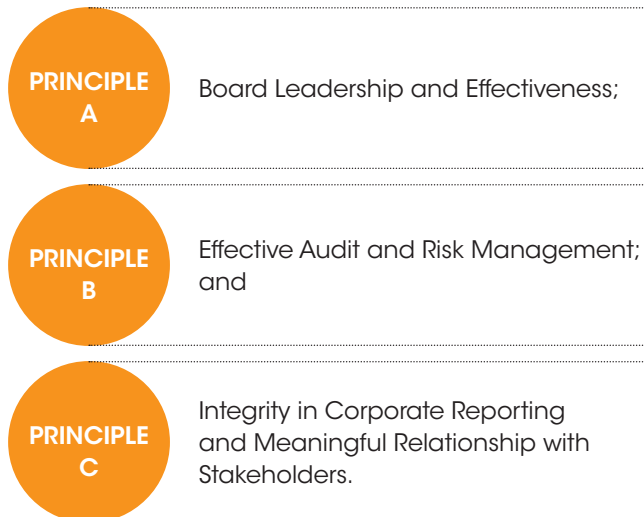 PRINCIPLE
A
Board Leadership and Effectiveness;
PRINCIPLE
B
Effective Audit and Risk Management;
and
PRINCIPLE
C
Integrity in Corporate Reporting
and Meaningful Relationship with
Stakeholders.